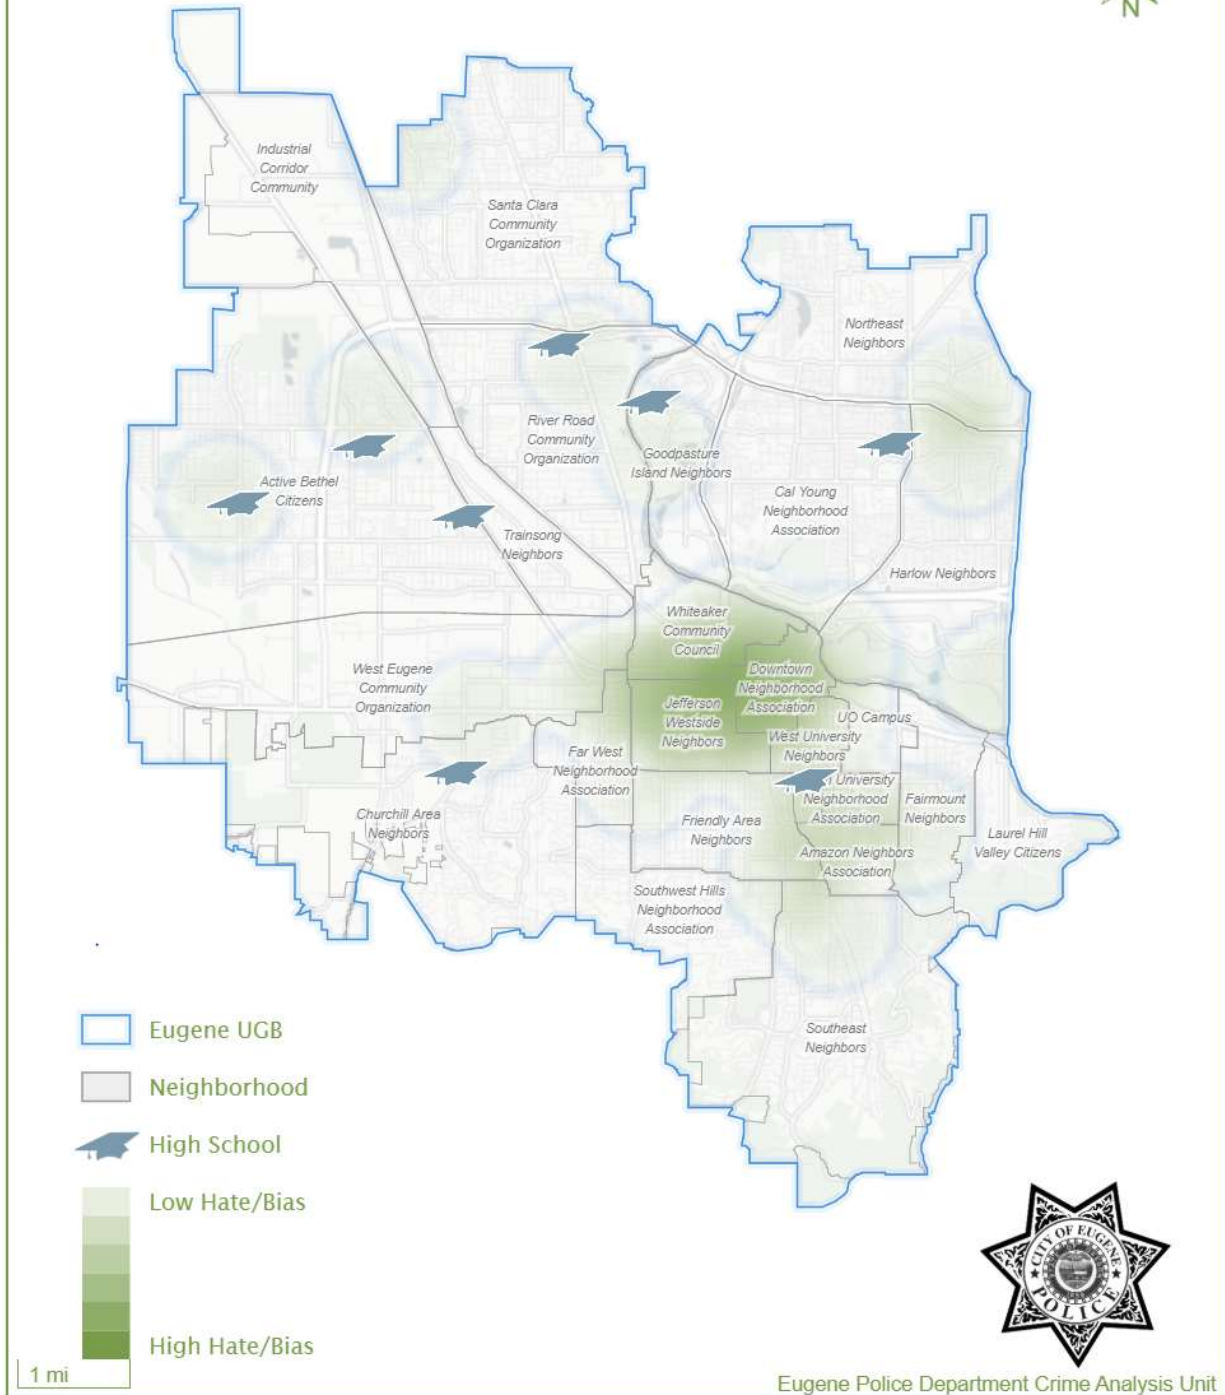 N
Industrial
Corridor
Community
Santa Clara
Community
Organization
Northeast
Neighbors
River Road
Community
Organization
Goodpasture
Island Neighbors
Active Bethel
Citizens
Cal Young
Neighborhood
Association
Trainsong
Neighbors
Harlow Neighbors
Whiteaker
Community
Council
West Eugene
Community
Organization
Downtown
Neighborhood
Association
Jefferson
Westside
Neighbors
UO Campus
West University
Neighbors
Far West
Neighborhood
Association
University
Neighborhood
Association
Fairmount
Neighbors
Churchill Area
Neighbors
Friendly Area
Neighbors
Laurel Hill
Valley Citizens
Amazon Neighbors
Association
Southwest Hills
Neighborhood
Association
Southeast
Neighbors
Eugene UGB
Neighborhood
High School
Low Hate/Bias
High Hate/Bias
1 mi
CITY OF EUGENE
POLICE
Eugene Police Department Crime Analysis Unit